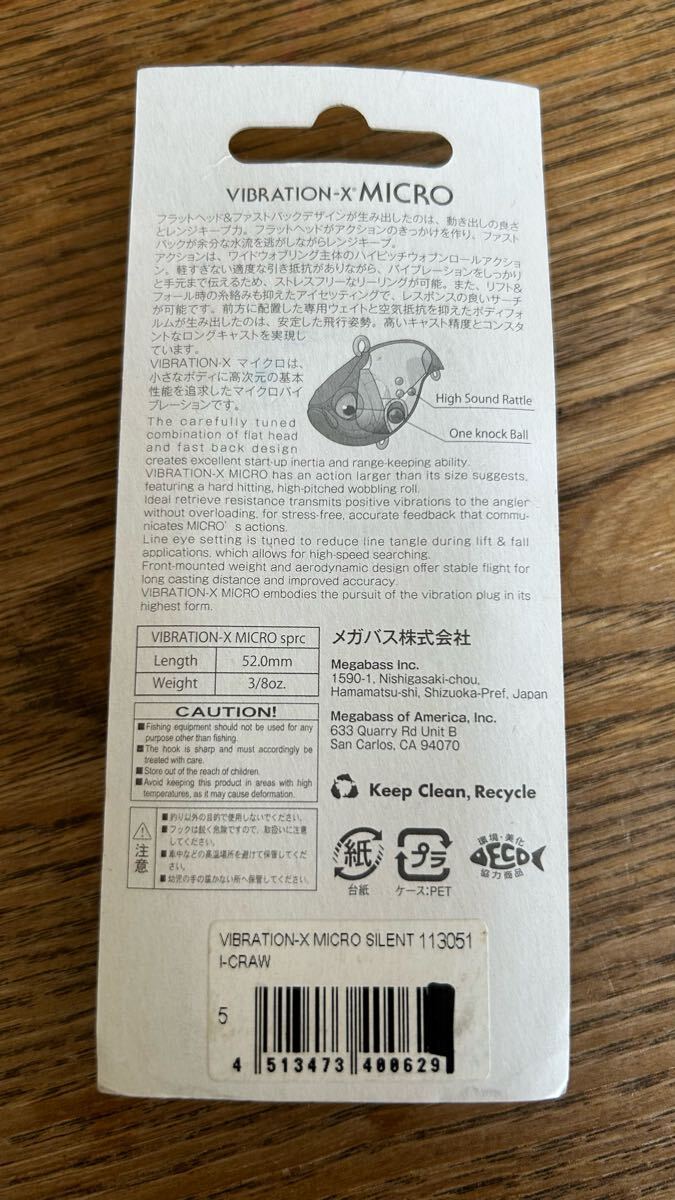 VIBRATION-X® MICRO
フラットヘッド&ファストバックデザインが生み出したのは、動き出しの良さ
とレンジキープ力。フラットヘッドがアクションのきっかけを作り、ファスト
バックが余分な水流を逃がしながらレンジキープ。
アクションは、ワイドウォブリング主体のハイピッチウォブンロールアクショ
ン。軽すぎない適度な引き抵抗がありながら、バイブレーションをしっかり
と手元まで伝えるため、ストレスフリーなリーリングが可能。また、リフト&
フォール時の糸絡みも抑えたアイセッティングで、レスポンスの良いサーチ
が可能です。前方に配置した専用ウェイトと空気抵抗を抑えたボディフォ
ルムが生み出したのは、安定した飛行姿勢。高いキャスト精度とコンスタ
ントなロングキャストを実現し
ています。
VIBRATION-X マイクロは、
小さなボディに高次元の基本
性能を追求したマイクロバイ
ブレーションです。
High Sound Rattle
One knock Ball
The carefully tuned
combination of flat head
and fast back design
creates excellent start-up inertia and range-keeping ability.
VIBRATION-X MICRO has an action larger than its size suggests,
featuring a hard hitting, high-pitched wobbling roll.
Ideal retrieve resistance transmits positive vibrations to the angler
without overloading, for stress-free, accurate feedback that commu-
nicates MICRO's actions.
Line eye setting is tuned to reduce line tangle during lift & fall
applications, which allows for high-speed searching.
Front-mounted weight and aerodynamic design offer stable flight for
long casting distance and improved accuracy.
VIBRATION-X MICRO embodies the pursuit of the vibration plug in its
highest form.
VIBRATION-X MICRO sprc
Length 52.0mm
Weight 3/8oz.
CAUTION!
■Fishing equipment should not be used for any
purpose other than fishing.
■The hook is sharp and must accordingly be
treated with care.
■Store out of the reach of children.
■Avoid keeping this product in areas with high
temperatures, as it may cause deformation.
注意
■釣り以外の目的で使用しないでください。
■フックは鋭く危険ですので、取扱いに注意
してください。
■車中などの高温場所を避けて保管してくだ
さい。
■幼児の手の届かない所へ保管してください。
メガバス株式会社
Megabass Inc.
1590-1, Nishigasaki-chou,
Hamamatsu-shi, Shizuoka-Pref, Japan
Megabass of America, Inc.
633 Quarry Rd Unit B
San Carlos, CA 94070
Keep Clean, Recycle
紙
台紙
プラ
ケース:PET
環境・美化
ECO
協力商品
VIBRATION-X MICRO SILENT 113051
I-CRAW
5
4 513473 400629